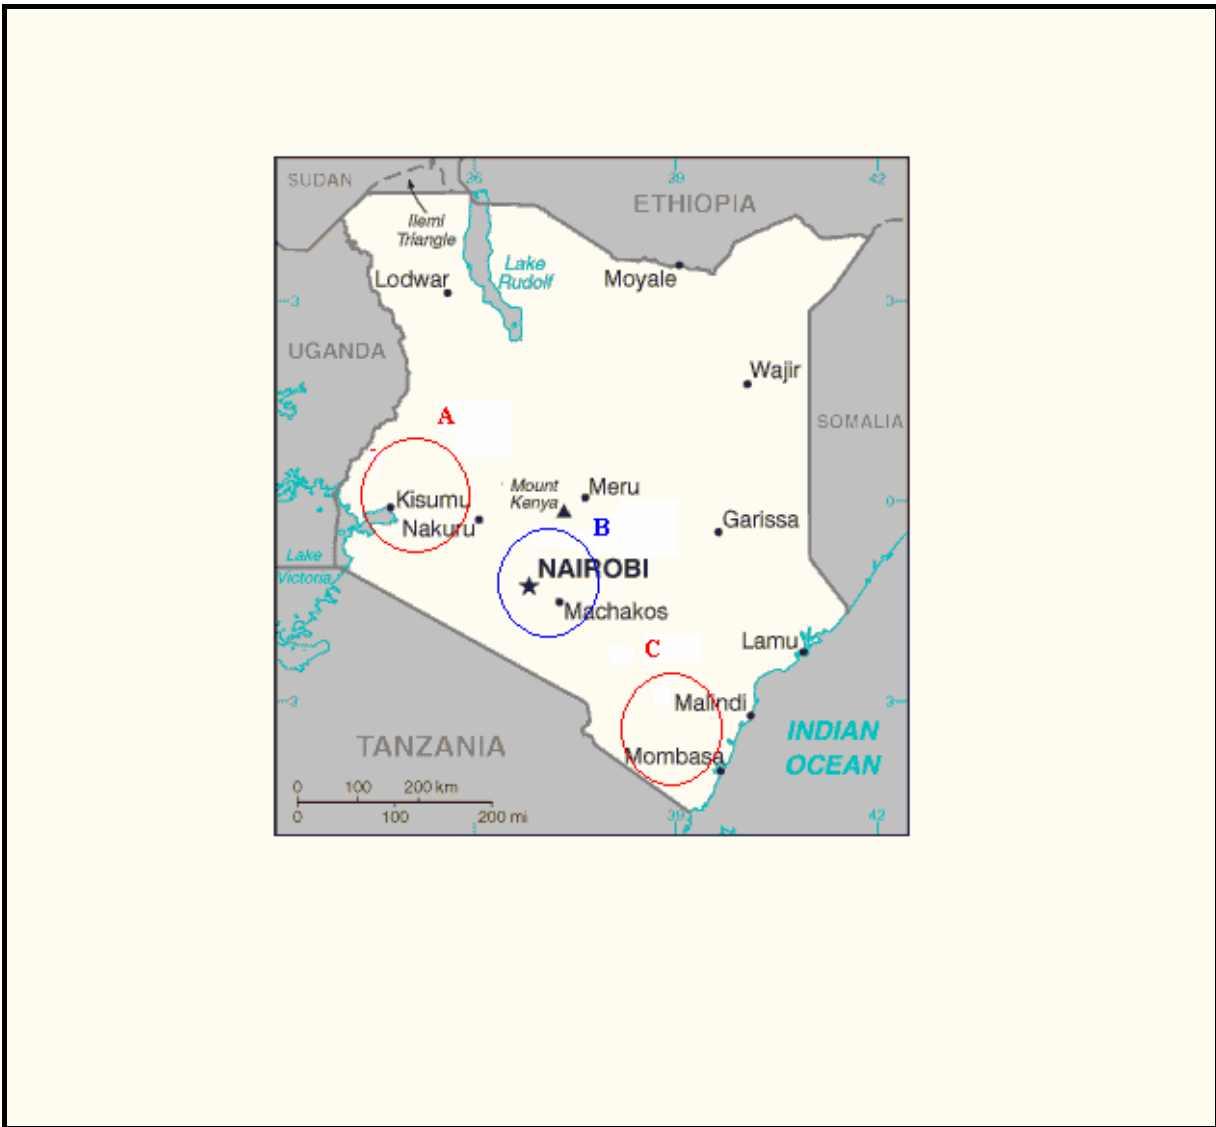 36
39
42
SUDAN
ETHIOPIA
Ilemi
Triangle
Lake
Rudolf
Lodwar
Moyale
3
3
UGANDA
Wajir
A
SOMALIA
Mount
Kenya
Meru
Kisumu
0
Nakuru
B
Garissa
Lake
Victoria
NAIROBI
Machakos
C
Lamu
Malindi
3
3
INDIAN
OCEAN
TANZANIA
Mombasa
0 100 200 km
0 100 200 mi
39
42